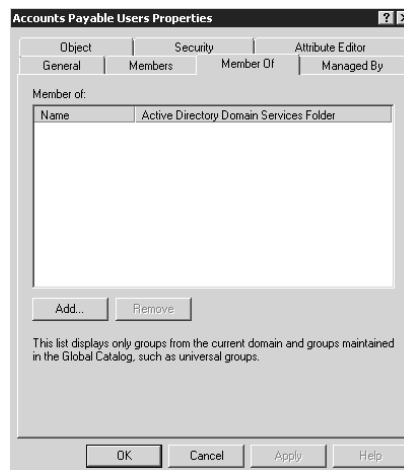 Accounts Payable Users Properties
Object Security Attribute Editor
General Members Member Of Managed By
Member of:
Name Active Directory Domain Services Folder
Add... Remove
This list displays only groups from the current domain and groups maintained
in the Global Catalog, such as universal groups.
OK Cancel Apply Help